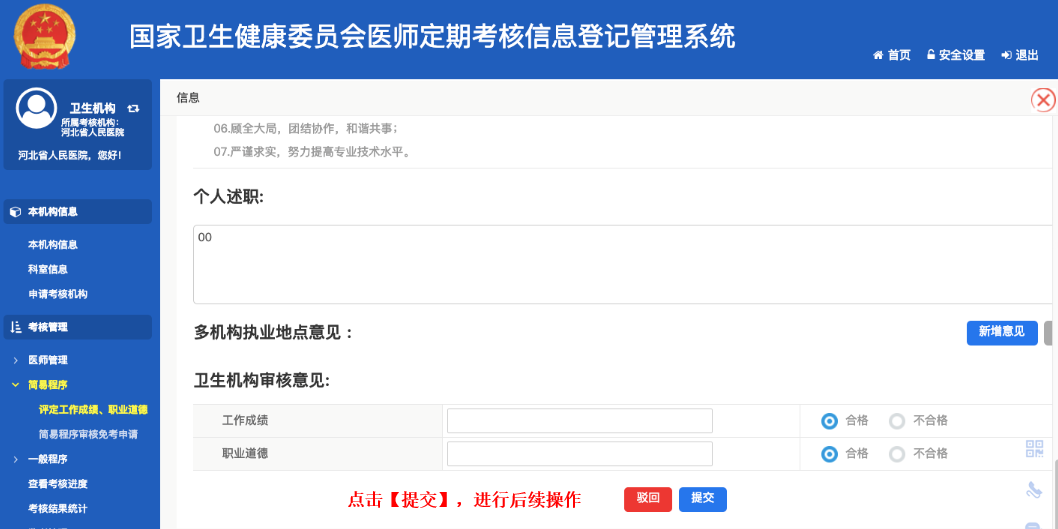 国家卫生健康委员会医师定期考核信息登记管理系统
首页 安全设置 退出
卫生机构
所属考核机构:
河北省人民医院
河北省人民医院，您好！
信息
06.顾全大局，团结协作，和谐共事；
07.严谨求实，努力提高专业技术水平。
本机构信息
本机构信息
科室信息
申请考核机构
考核管理
医师管理
简易程序
评定工作成绩、职业道德
简易程序审核免考申请
一般程序
查看考核进度
考核结果统计
个人述职:
00
多机构执业地点意见：
新增意见
卫生机构审核意见:
工作成绩 合格 不合格
职业道德 合格 不合格
点击【提交】，进行后续操作 驳回 提交